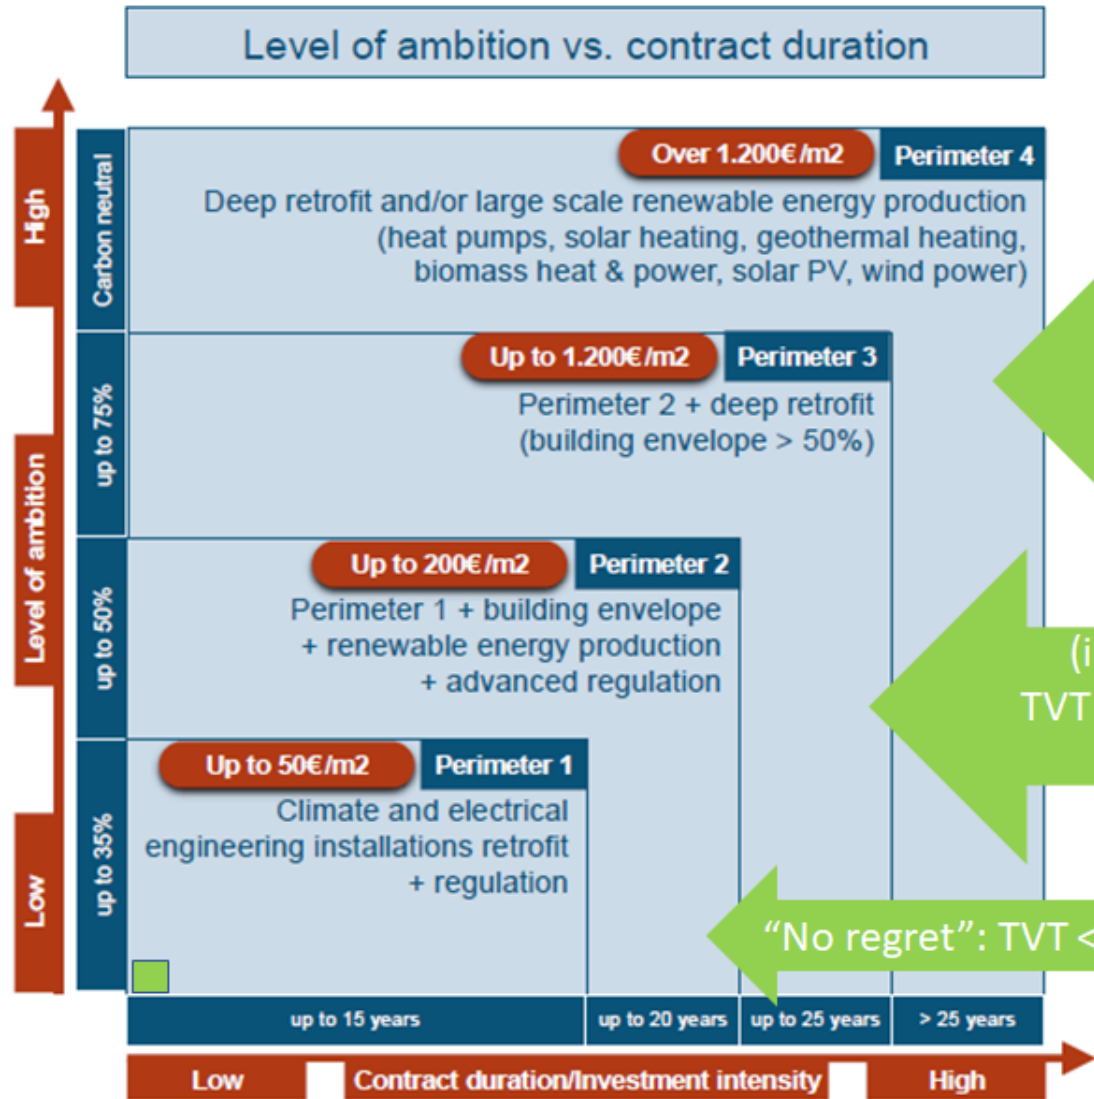 Level of ambition vs. contract duration
High
Level of ambition
Low
Carbon neutral
up to 75%
up to 50%
up to 35%
Over 1.200€/m2
Perimeter 4
Deep retrofit and/or large scale renewable energy production
(heat pumps, solar heating, geothermal heating,
biomass heat & power, solar PV, wind power)
Up to 1.200€/m2
Perimeter 3
Perimeter 2 + deep retrofit
(building envelope > 50%)
Up to 200€/m2
Perimeter 2
Perimeter 1 + building envelope
+ renewable energy production
+ advanced regulation
(i
TVT
Up to 50€/m2
Perimeter 1
Climate and electrical
engineering installations retrofit
+ regulation
“No regret”: TVT <
up to 15 years
up to 20 years
up to 25 years
> 25 years
Low
Contract duration/Investment intensity
High